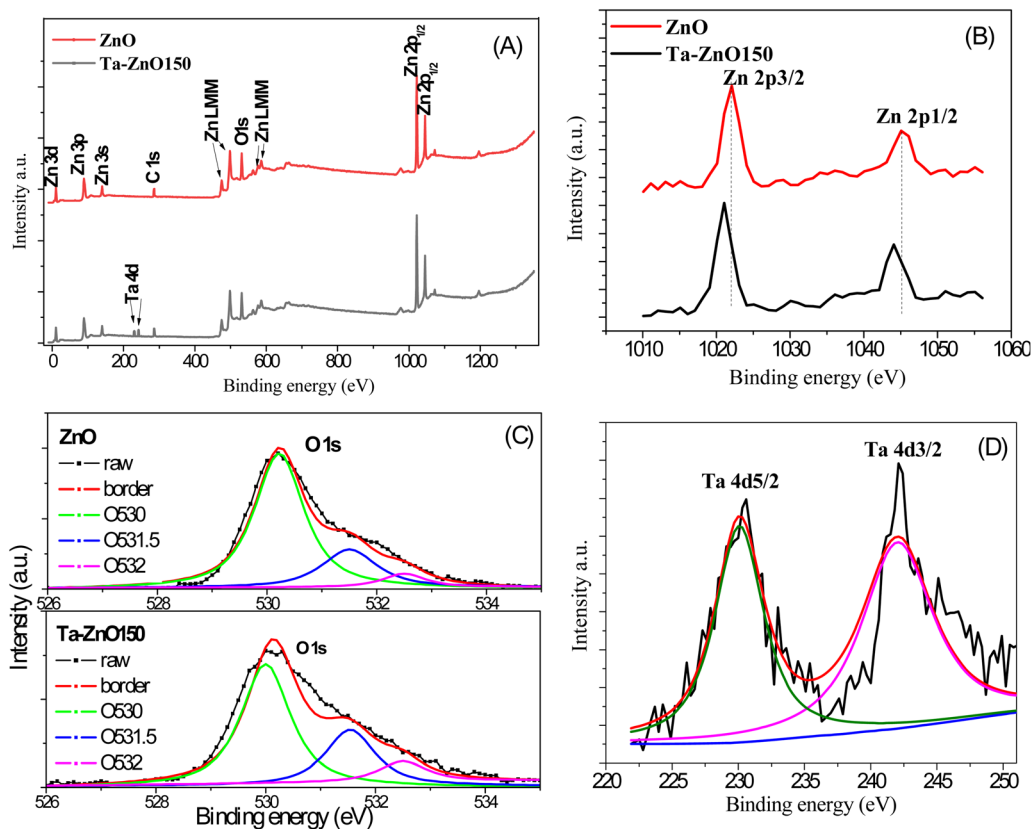 (A)
ZnO
Ta-ZnO150
Zn 3d
Zn 3p
Zn 3s
C 1s
Zn LMM
O1s
Zn LMM
Zn 2p1/2
Zn 2p1/2
Ta 4d
Intensity a.u.
0 200 400 600 800 1000 1200
Binding energy (eV)
(B)
ZnO
Ta-ZnO150
Zn 2p3/2
Zn 2p1/2
Intensity (a.u.)
1010 1020 1030 1040 1050 1060
Binding energy (eV)
(C)
ZnO
O1s
raw
border
O530
O531.5
O532
526 528 530 532 534
Ta-ZnO150
O1s
raw
border
O530
O531.5
O532
Intensity (a.u.)
526 528 530 532 534
Binding energy (eV)
(D)
Ta 4d5/2
Ta 4d3/2
Intensity a.u.
220 225 230 235 240 245 250
Binding energy (eV)